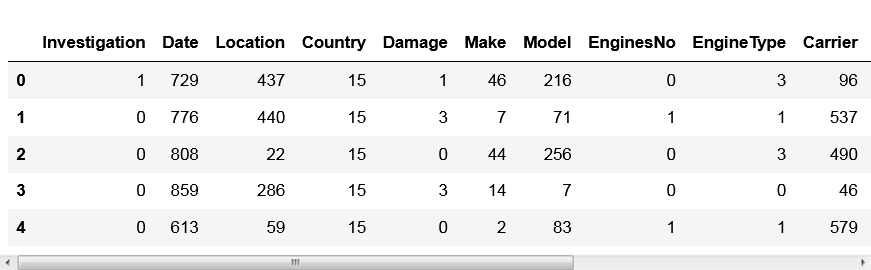 Investigation Date Location Country Damage Make Model EnginesNo EngineType Carrier
0 1 729 437 15 1 46 216 0 3 96
1 0 776 440 15 3 7 71 1 1 537
2 0 808 22 15 0 44 256 0 3 490
3 0 859 286 15 3 14 7 0 0 46
4 0 613 59 15 0 2 83 1 1 579